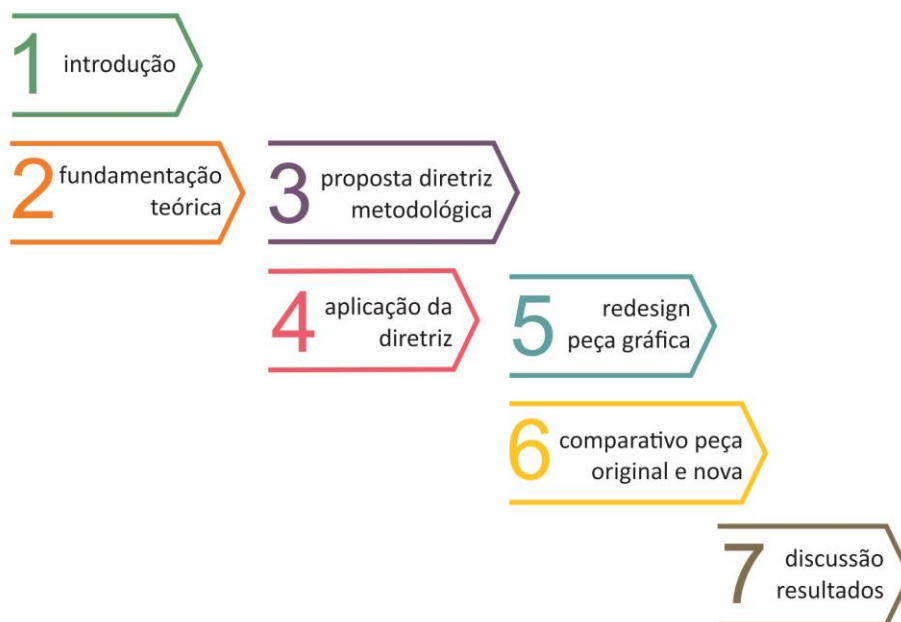 1 introdução
2 fundamentação
teórica
3 proposta diretriz
metodológica
4 aplicação da
diretriz
5 redesign
peça gráfica
6 comparativo peça
original e nova
7 discussão
resultados